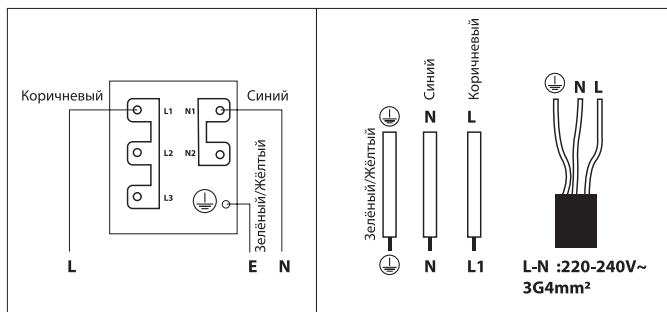 Коричневый
Синий
L1
N1
L2
N2
L3
Зелёный/Жёлтый
L
E
N
Синий
Коричневый
N
L
Зелёный/Жёлтый
N
L1
N L
L-N :220-240V~
3G4mm²